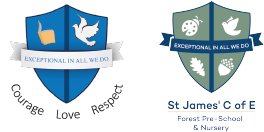 EXCEPTIONAL IN ALL WE DO
Courage Love Respect
EXCEPTIONAL IN ALL WE DO
St James' C of E
Forest Pre-School
& Nursery